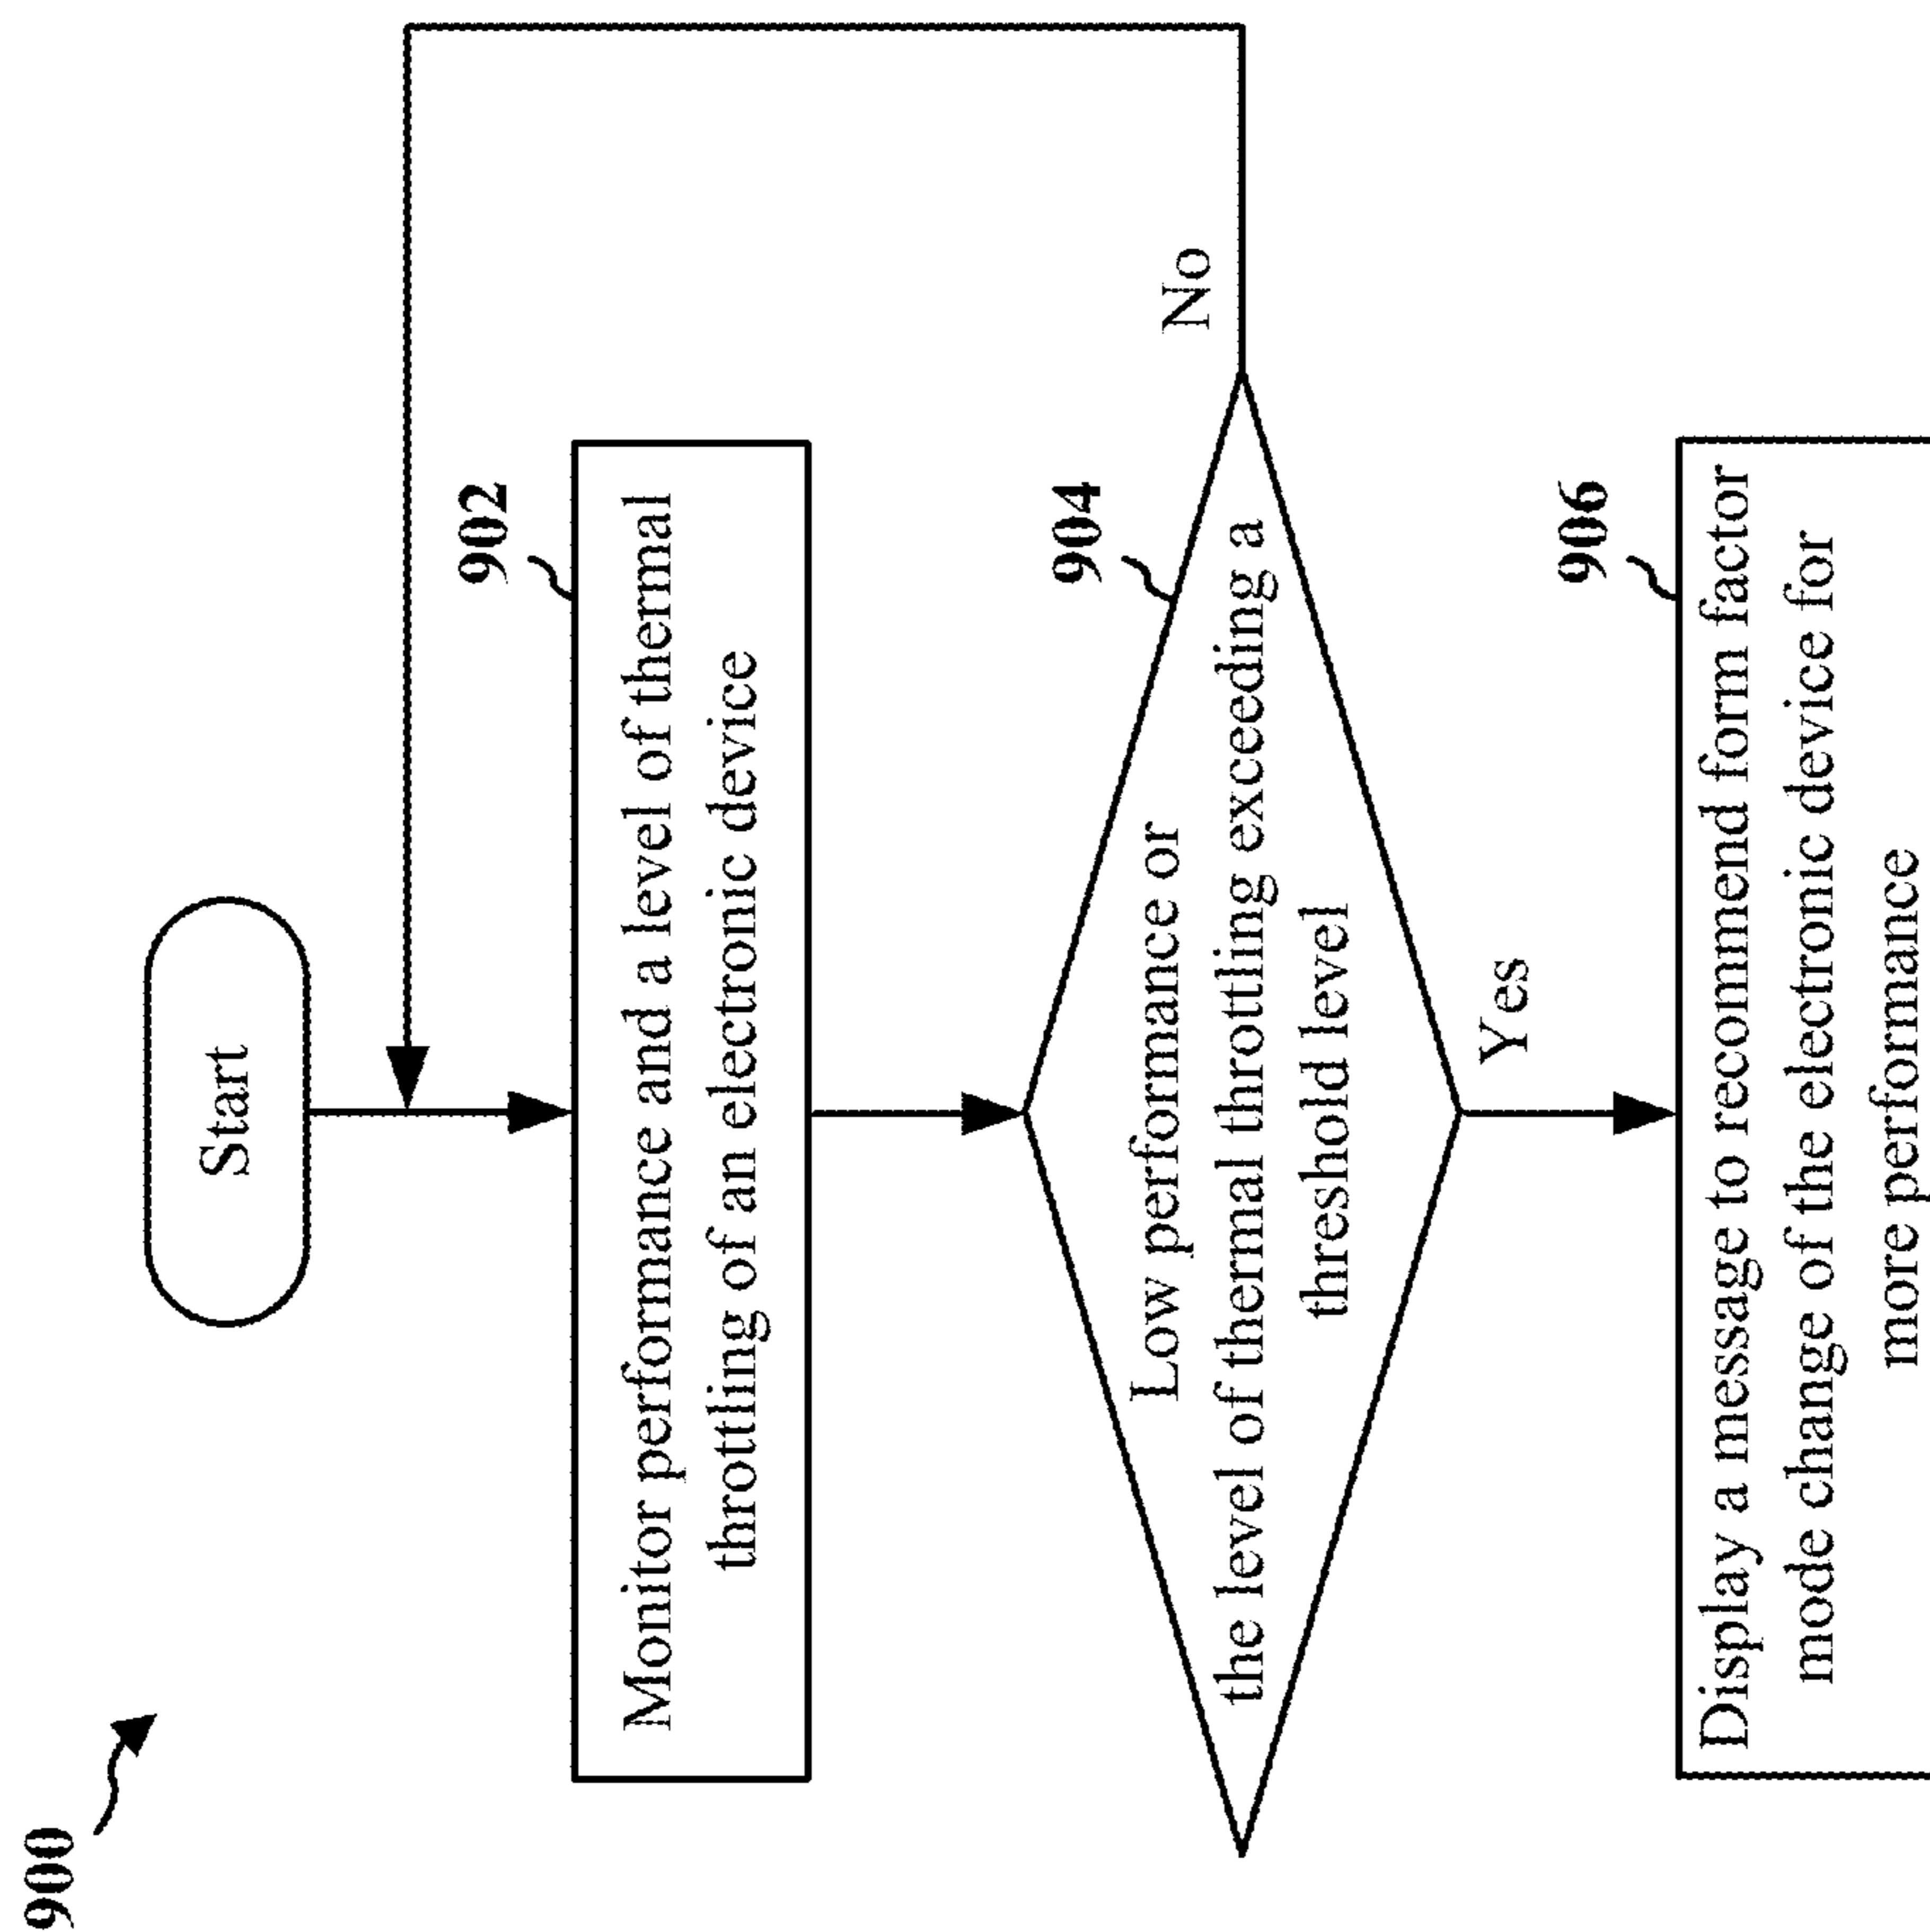 900
Start
902
Monitor performance and a level of thermal
throttling of an electronic device
904
Low performance or
the level of thermal throttling exceeding a
threshold level
No
Yes
906
Display a message to recommend form factor
mode change of the electronic device for
more performance